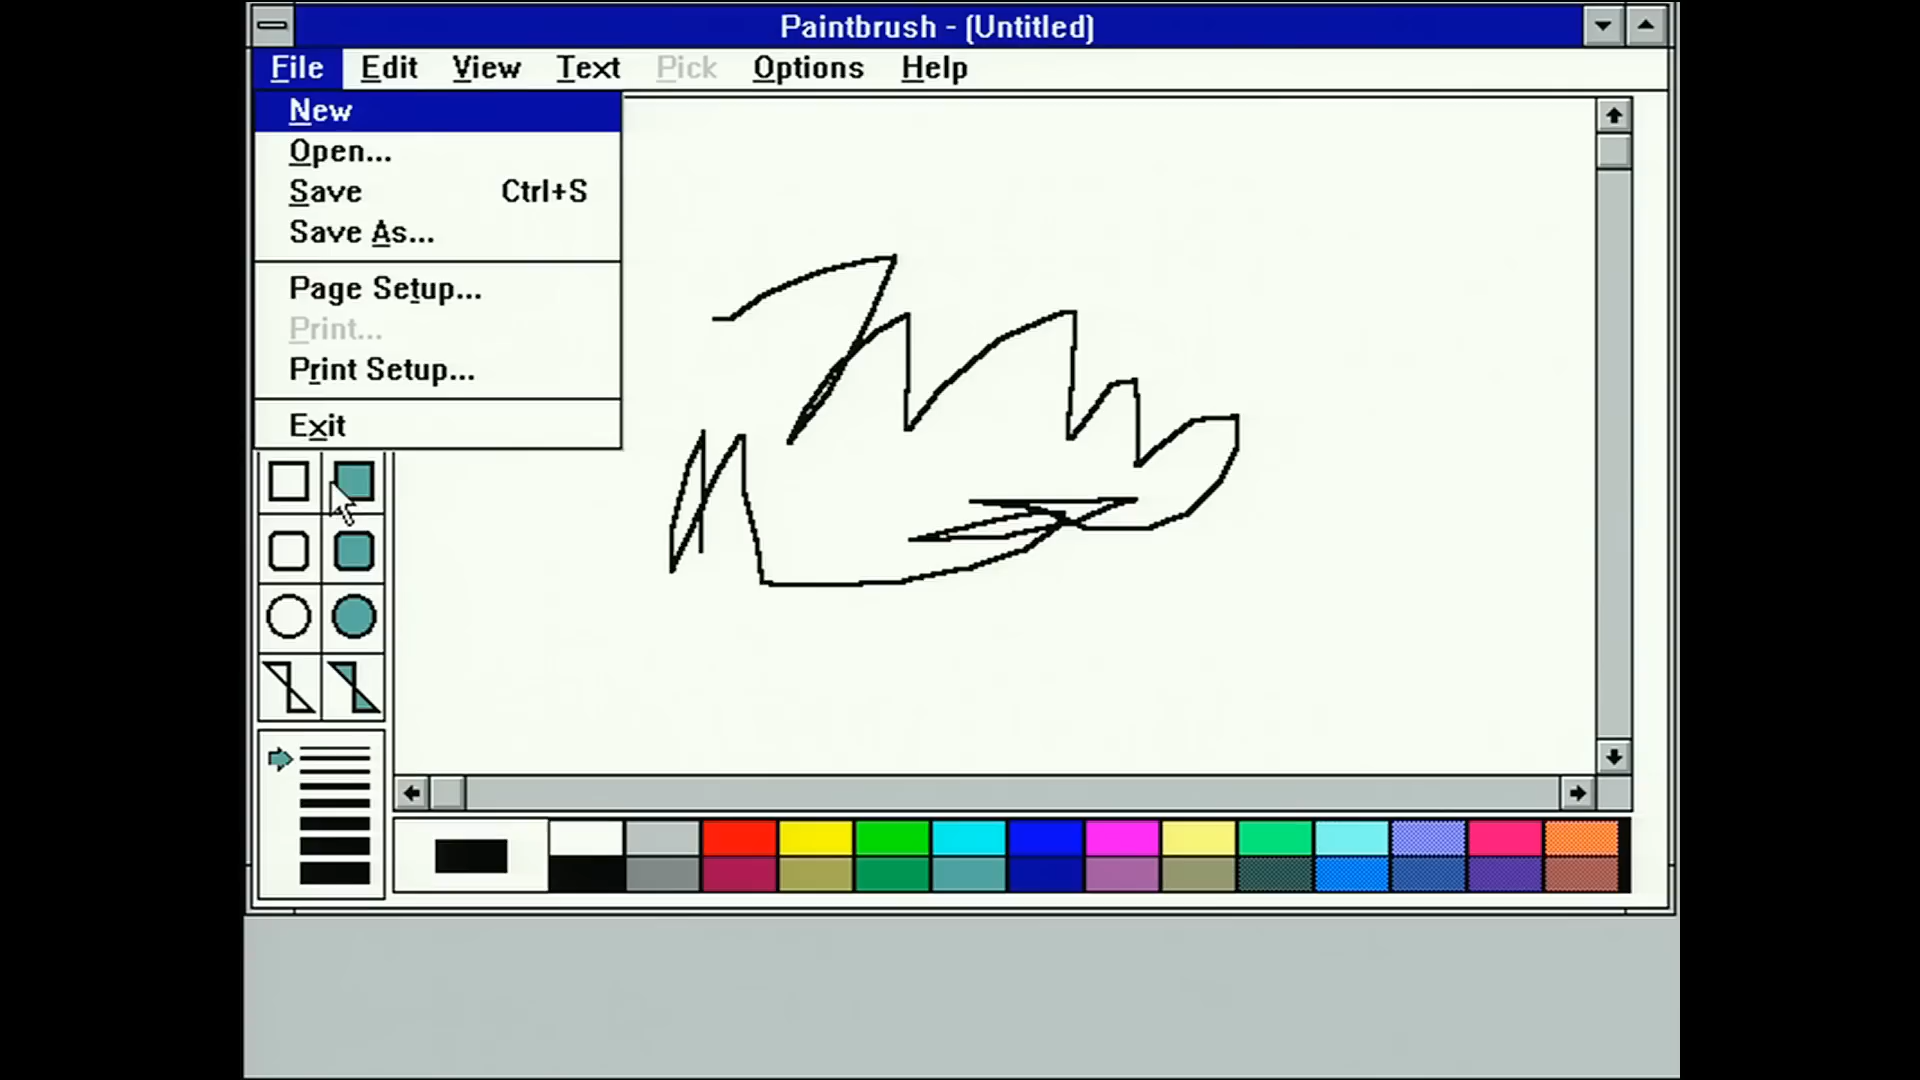 Paintbrush - (Untitled)
File Edit View Text Pick Options Help
New
Open...
Save Ctrl+S
Save As...
Page Setup...
Print...
Print Setup...
Exit